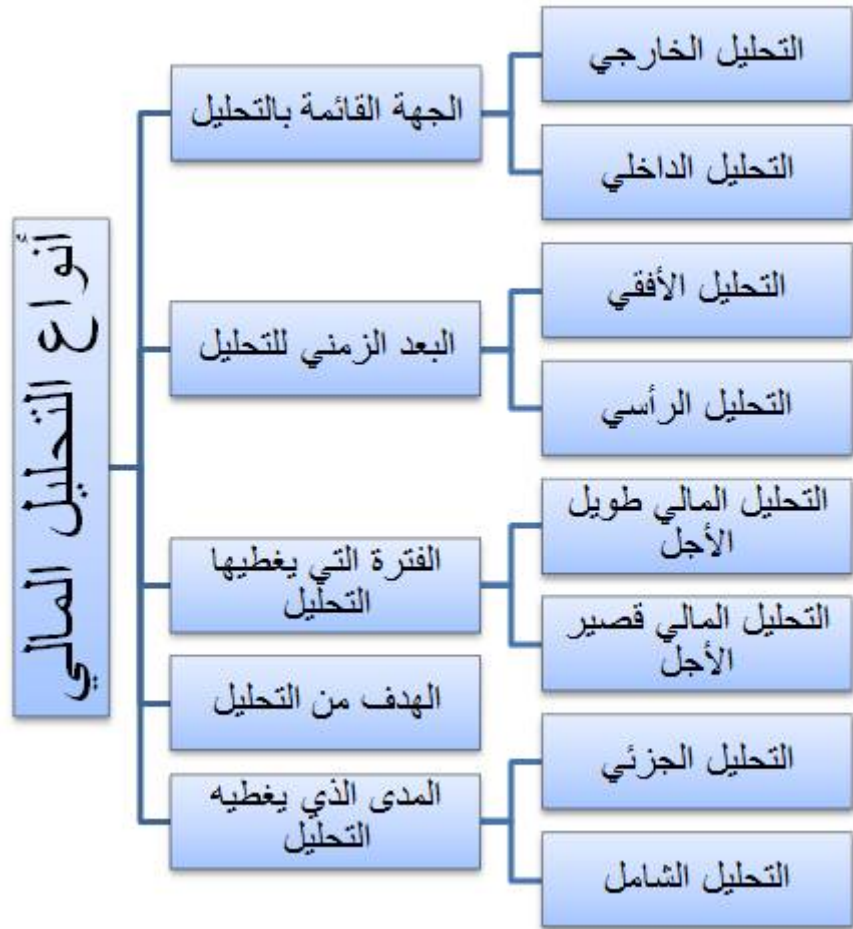 أنواع التحليل المالي
الجهة القائمة بالتحليل
التحليل الخارجي
التحليل الداخلي
البعد الزمني للتحليل
التحليل الأفقي
التحليل الرأسي
الفترة التي يغطيها
التحليل
التحليل المالي طويل
الأجل
التحليل المالي قصير
الأجل
الهدف من التحليل
المدى الذي يغطيه
التحليل
التحليل الجزئي
التحليل الشامل